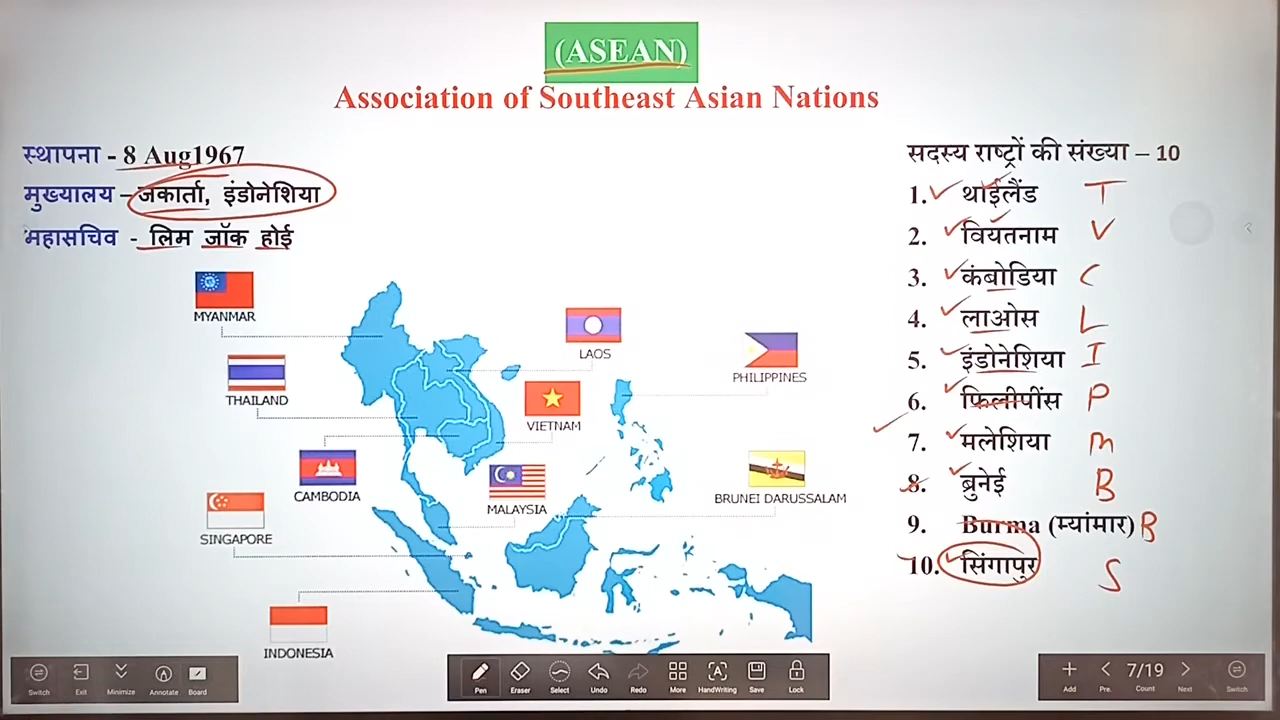 (ASEAN)
Association of Southeast Asian Nations
स्थापना - 8 Aug1967
मुख्यालय – जकार्ता, इंडोनेशिया
महासचिव - लिम जॉक होई
सदस्य राष्ट्रों की संख्या – 10
1. थाईलैंड T
2. वियतनाम V
3. कंबोडिया C
4. लाओस L
5. इंडोनेशिया I
6. फिलीपींस P
7. मलेशिया m
8. ब्रुनेई B
9. Burma (म्यांमार) B
10. सिंगापुर S
MYANMAR
LAOS
PHILIPPINES
THAILAND
VIETNAM
CAMBODIA
MALAYSIA
BRUNEI DARUSSALAM
SINGAPORE
INDONESIA
Switch Exit Minimize Annotate Board
Pen Eraser Select Undo Redo More HandWriting Save Lock
7/19
Add Pre. Count Next Switch